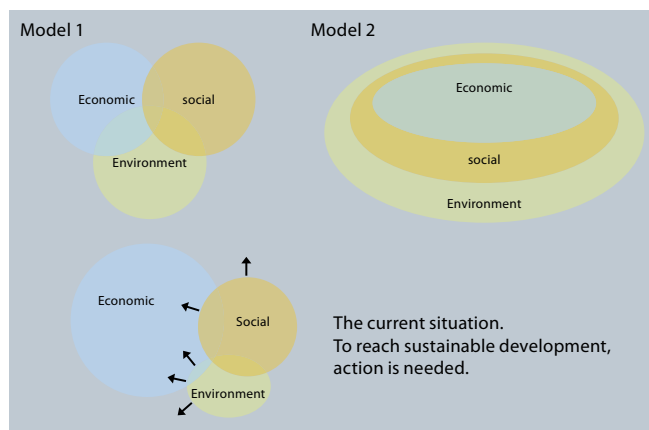 Model 1
Economic
social
Environment
Model 2
Economic
social
Environment
Economic
Social
Environment
The current situation.
To reach sustainable development,
action is needed.